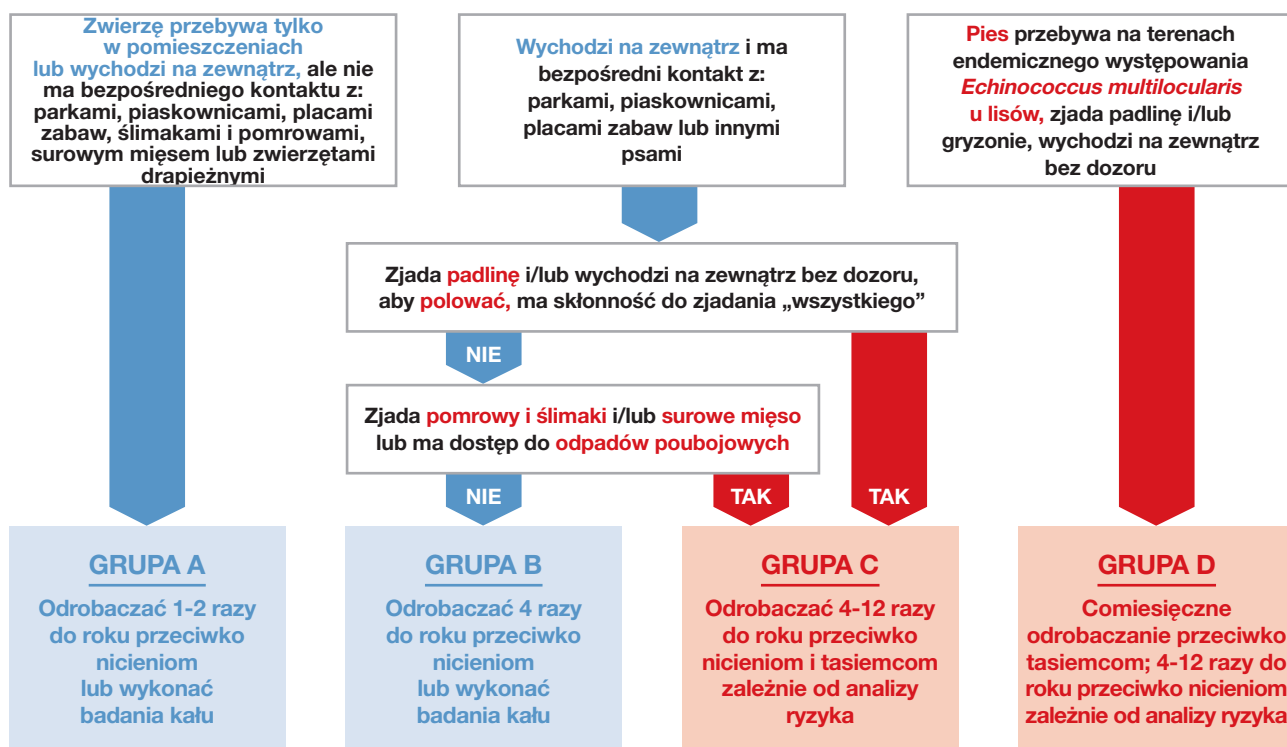 Zwierzę przebywa tylko
w pomieszczeniach
lub wychodzi na zewnątrz, ale nie
ma bezpośredniego kontaktu z:
parkami, piaskownicami, placami
zabaw, ślimakami i pomrowami,
surowym mięsem lub zwierzętami
drapieżnymi
Wychodzi na zewnątrz i ma
bezpośredni kontakt z:
parkami, piaskownicami,
placami zabaw lub innymi
psami
Pies przebywa na terenach
endemicznego występowania
Echinococcus multilocularis
u lisów, zjada padlinę i/lub
gryzonie, wychodzi na zewnątrz
bez dozoru
Zjada padlinę i/lub wychodzi na zewnątrz bez dozoru,
aby polować, ma skłonność do zjadania „wszystkiego”
NIE
Zjada pomrowy i ślimaki i/lub surowe mięso
lub ma dostęp do odpadów poubojowych
NIE
TAK
TAK
GRUPA A
Odrobaczać 1-2 razy
do roku przeciwko
nicieniom
lub wykonać
badania kału
GRUPA B
Odrobaczać 4 razy
do roku przeciwko
nicieniom
lub wykonać
badania kału
GRUPA C
Odrobaczać 4-12 razy
do roku przeciwko
nicieniom i tasiemcom
zależnie od analizy
ryzyka
GRUPA D
Comiesięczne
odrobaczanie przeciwko
tasiemcom; 4-12 razy do
roku przeciwko nicieniom
zależnie od analizy ryzyka